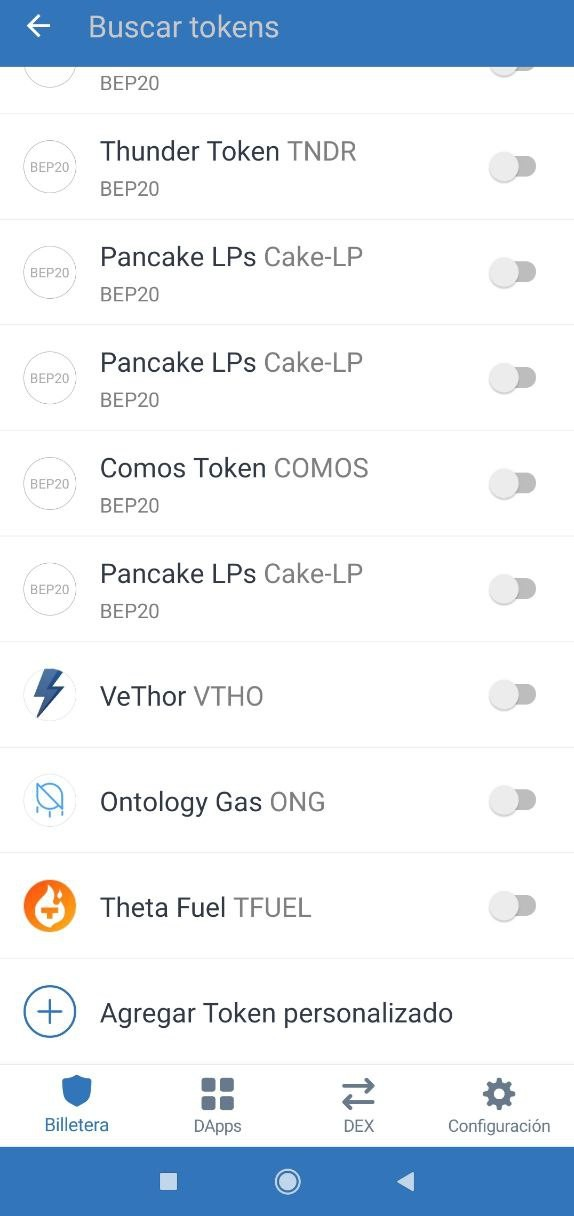 Buscar tokens
BEP20
Thunder Token TNDR
BEP20
BEP20
Pancake LPs Cake-LP
BEP20
BEP20
Pancake LPs Cake-LP
BEP20
BEP20
Comos Token COMOS
BEP20
BEP20
Pancake LPs Cake-LP
BEP20
BEP20
VeThor VTHO
Ontology Gas ONG
Theta Fuel TFUEL
Agregar Token personalizado
Billetera
DApps
DEX
Configuración